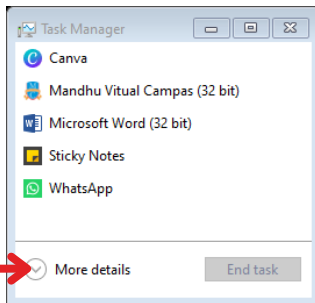 Task Manager
Canva
Mandhu Vitual Campas (32 bit)
Microsoft Word (32 bit)
Sticky Notes
WhatsApp
More details End task